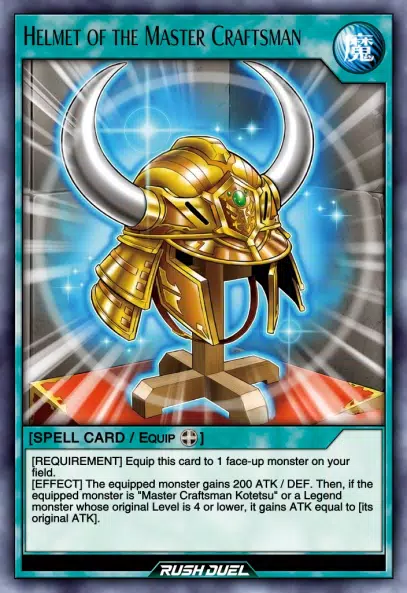 Helmet of the Master Craftsman
魔
[SPELL CARD / EQUIP ]
[REQUIREMENT] Equip this card to 1 face-up monster on your
field.
[EFFECT] The equipped monster gains 200 ATK / DEF. Then, if the
equipped monster is "Master Craftsman Kotetsu" or a Legend
monster whose original Level is 4 or lower, it gains ATK equal to [its
original ATK].
RUSH DUEL